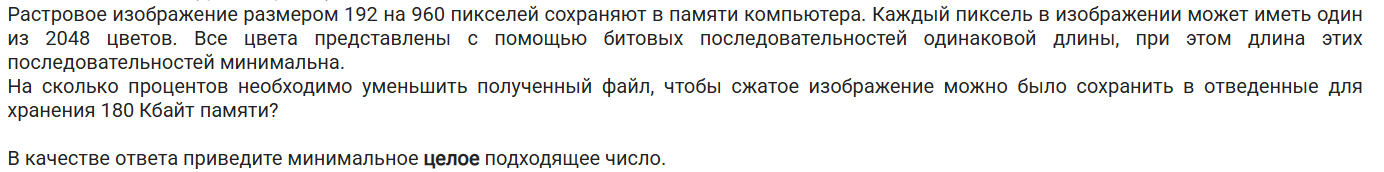 Растровое изображение размером 192 на 960 пикселей сохраняют в памяти компьютера. Каждый пиксель в изображении может иметь один
из 2048 цветов. Все цвета представлены с помощью битовых последовательностей одинаковой длины, при этом длина этих
последовательностей минимальна.
На сколько процентов необходимо уменьшить полученный файл, чтобы сжатое изображение можно было сохранить в отведенные для
хранения 180 Кбайт памяти?
В качестве ответа приведите минимальное целое подходящее число.